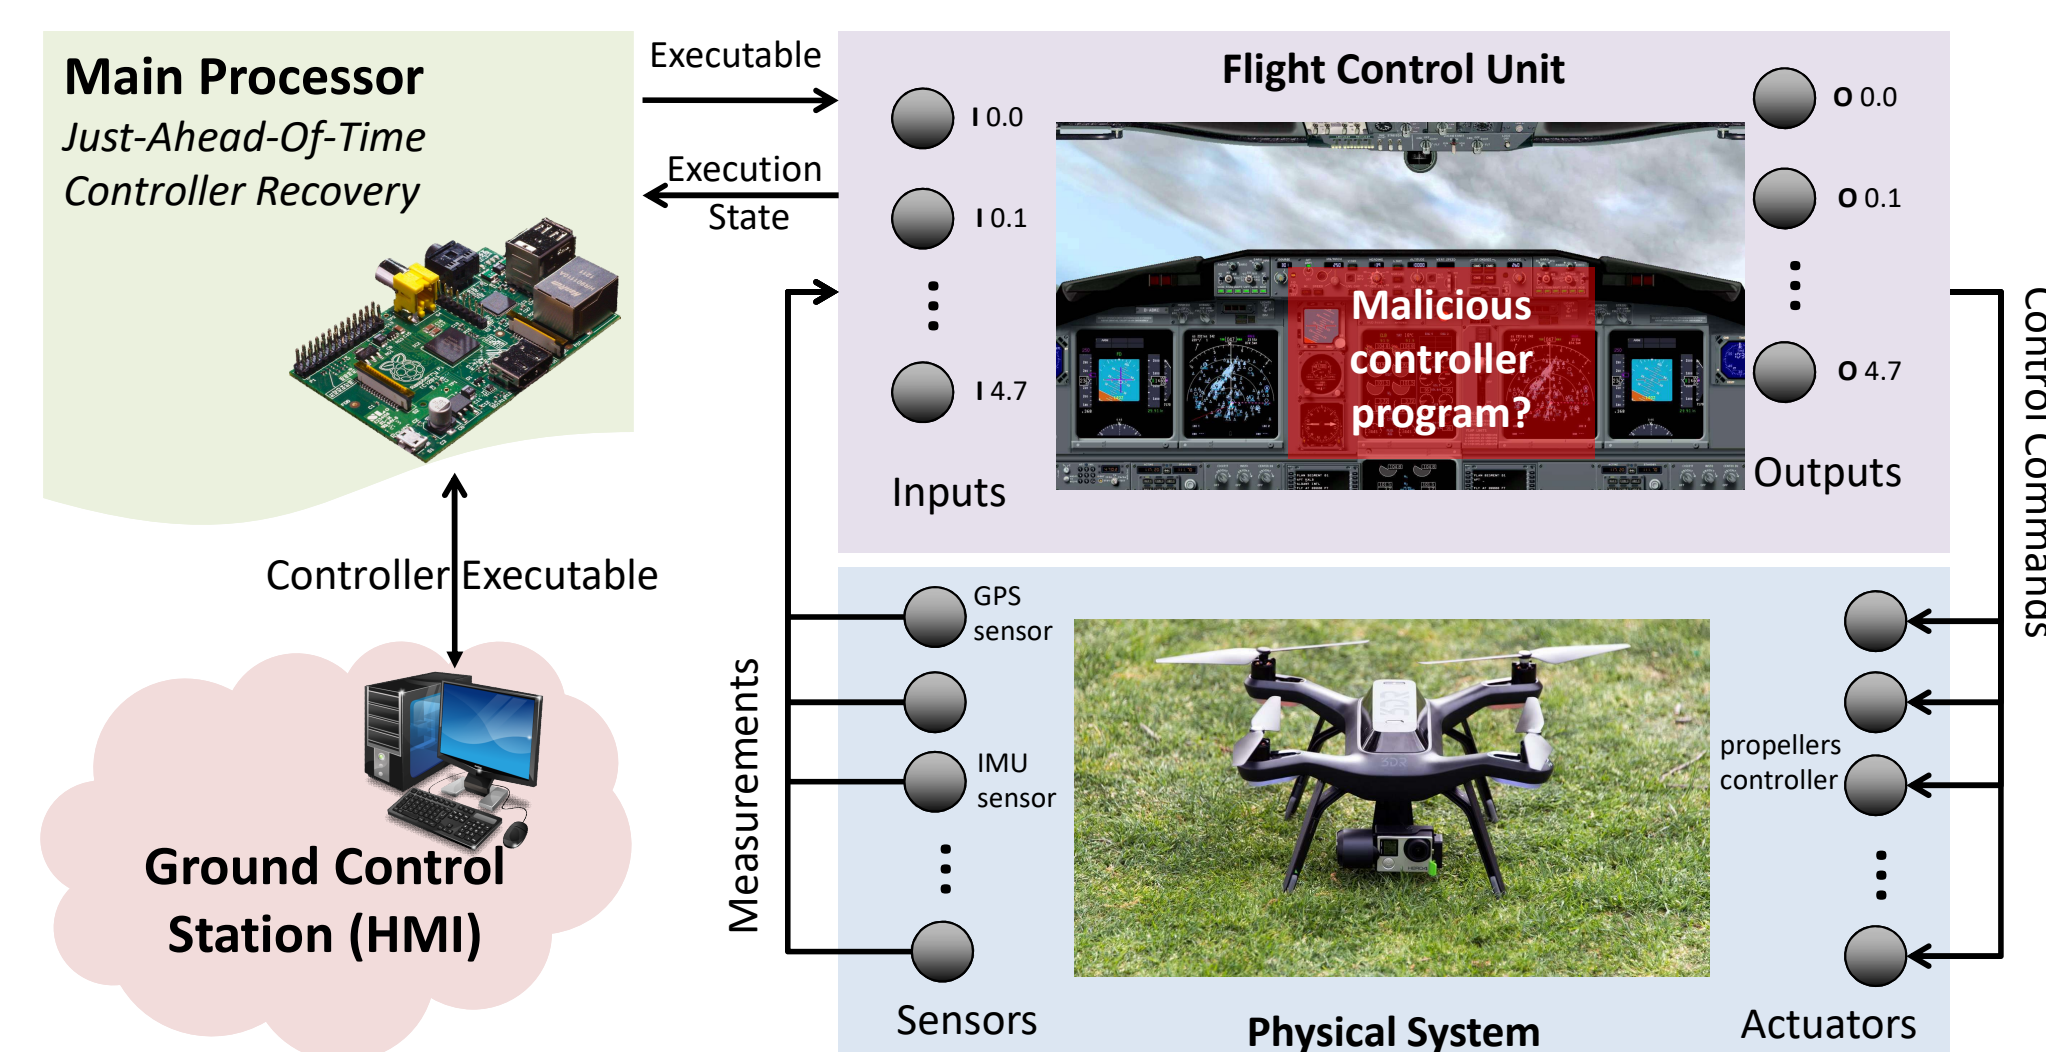 Main Processor
Just-Ahead-Of-Time
Controller Recovery
Executable
Execution
State
Flight Control Unit
I 0.0
I 0.1
I 4.7
Inputs
Malicious
controller
program?
O 0.0
O 0.1
O 4.7
Outputs
Control Commands
Controller Executable
Ground Control
Station (HMI)
Measurements
GPS
sensor
IMU
sensor
Sensors
3DR
3DR
propellers
controller
Actuators
Physical System